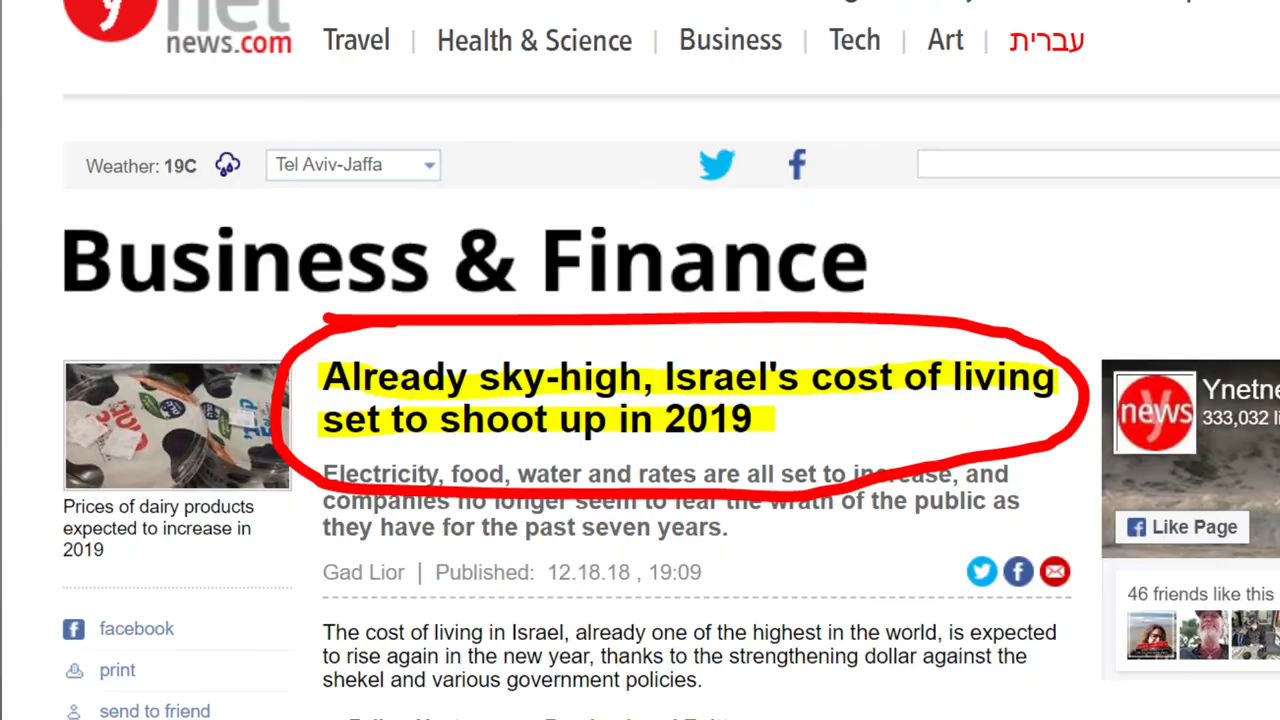 ynet
news.com
Travel | Health & Science | Business | Tech | Art | עברית
Weather: 19C
Tel Aviv-Jaffa
Business & Finance
Already sky-high, Israel's cost of living
set to shoot up in 2019
Electricity, food, water and rates are all set to increase, and
companies no longer seem to fear the wrath of the public as
they have for the past seven years.
Gad Lior | Published: 12.18.18 , 19:09
The cost of living in Israel, already one of the highest in the world, is expected
to rise again in the new year, thanks to the strengthening dollar against the
shekel and various government policies.
Prices of dairy products
expected to increase in
2019
facebook
print
send to friend
news
y
Ynetne
333,032 li
Like Page
46 friends like this